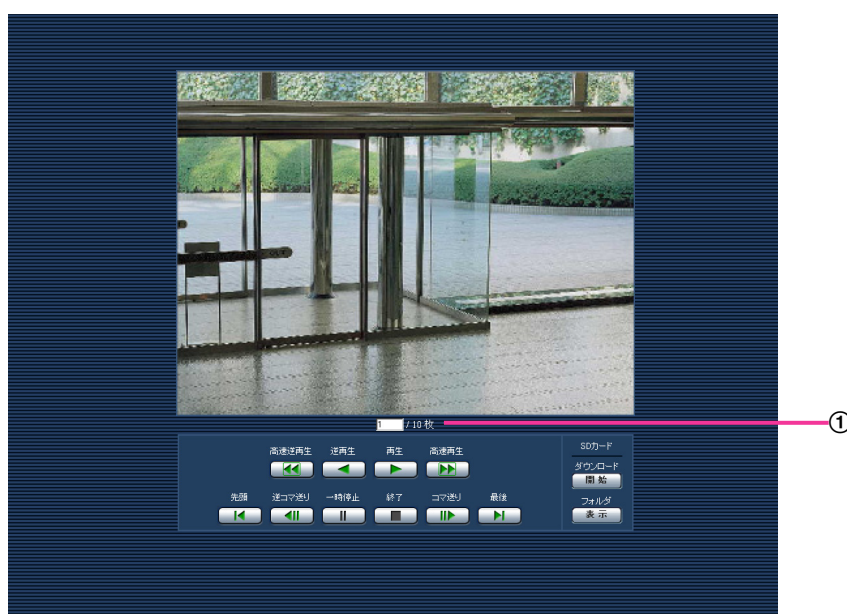 1 / 10 枚
①
高速逆再生 逆再生 再生 高速再生
先頭 逆コマ送り 一時停止 終了 コマ送り 最後
SDカード
ダウンロード
開 始
フォルダ
表 示